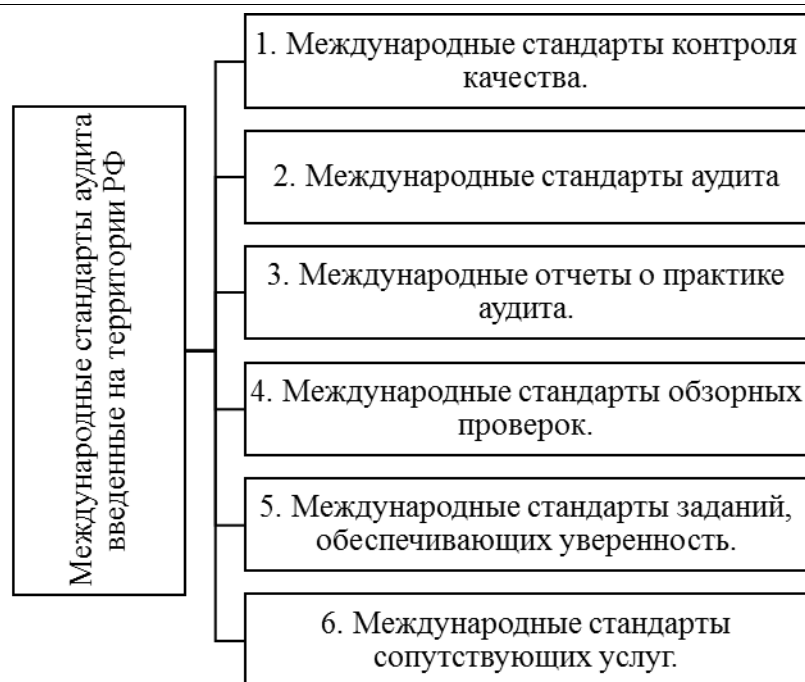 Международные стандарты аудита
введенные на территории РФ
1. Международные стандарты контроля
качества.
2. Международные стандарты аудита
3. Международные отчеты о практике
аудита.
4. Международные стандарты обзорных
проверок.
5. Международные стандарты заданий,
обеспечивающих уверенность.
6. Международные стандарты
сопутствующих услуг.